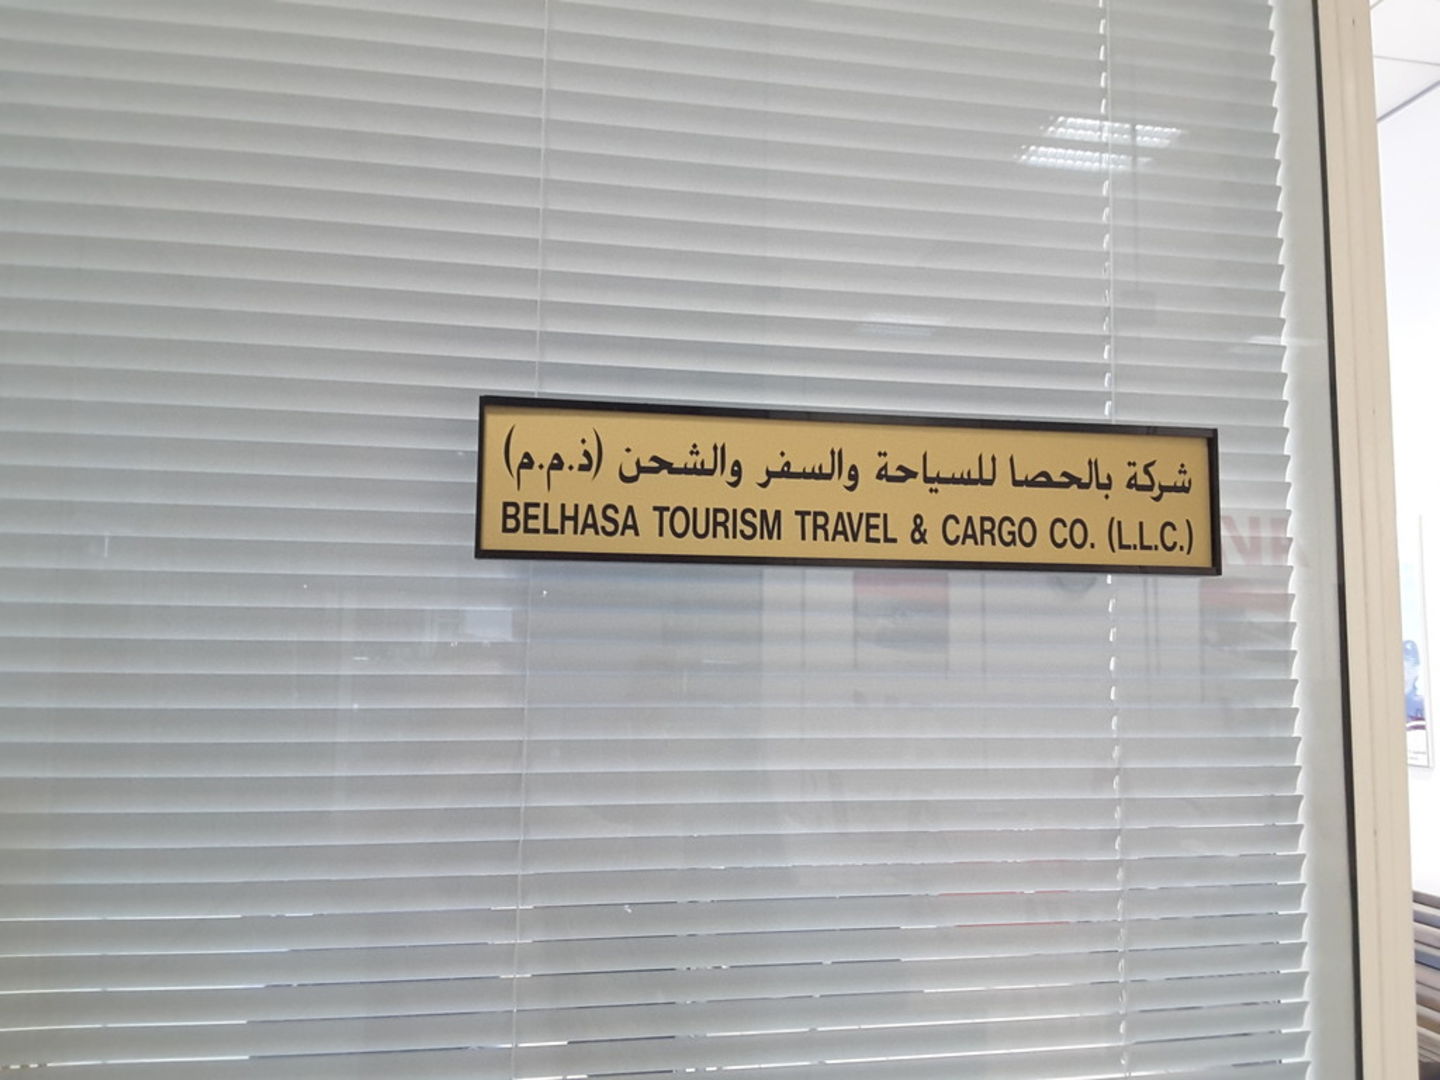 شركة بالحصا للسياحة والسفر والشحن (ذ.م.م)
BELHASA TOURISM TRAVEL & CARGO CO. (L.L.C.)